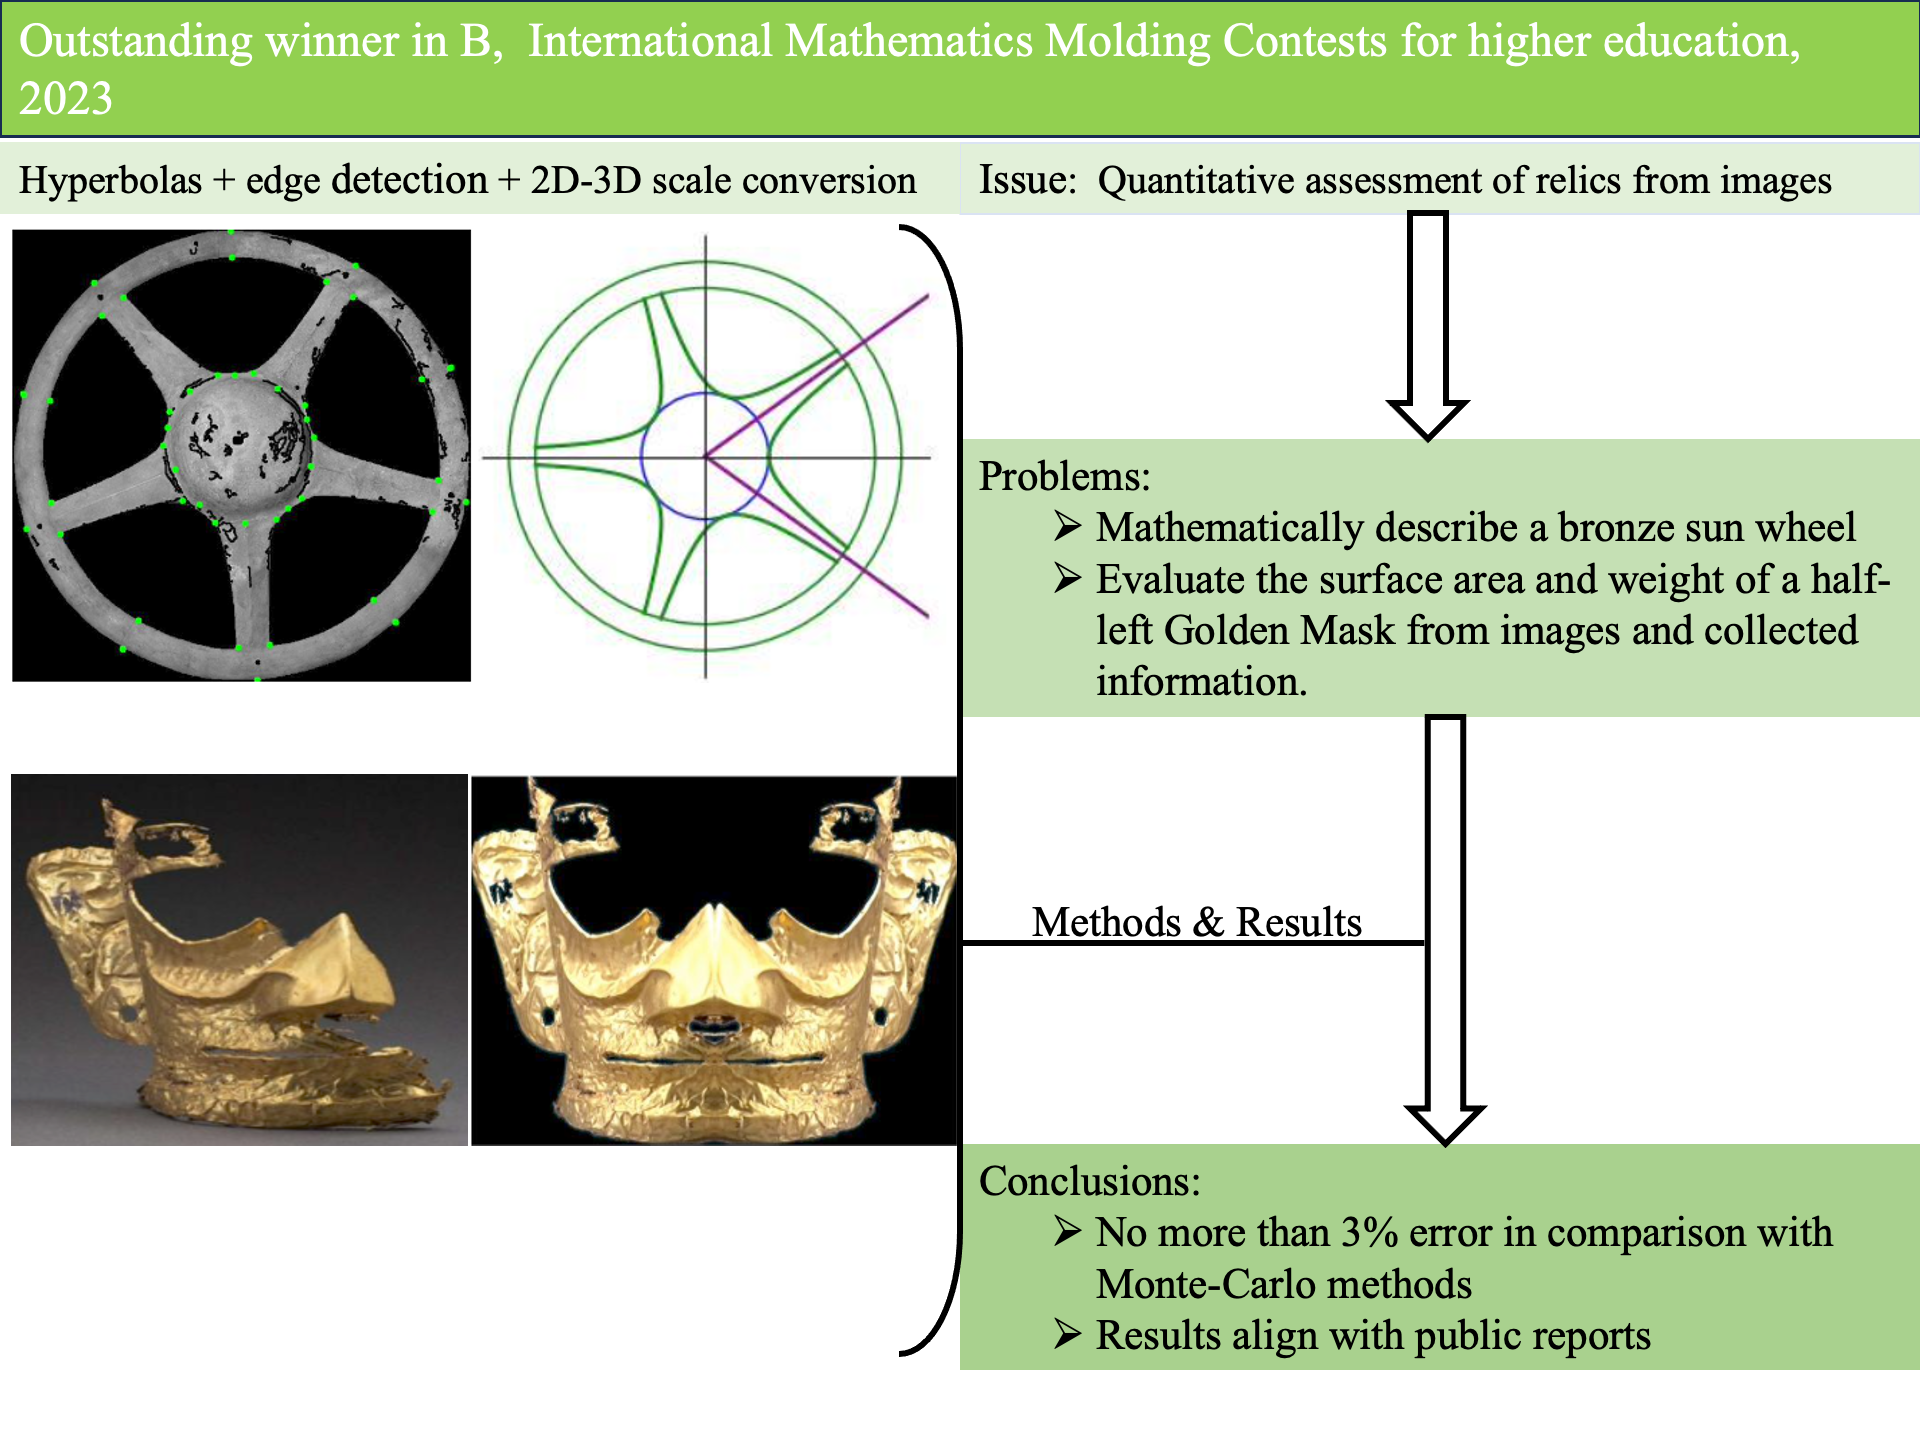 Outstanding winner in B,  International Mathematics Molding Contests for higher education,
2023
Hyperbolas + edge detection + 2D-3D scale conversion
Issue:  Quantitative assessment of relics from images
Problems:
➢ Mathematically describe a bronze sun wheel
➢ Evaluate the surface area and weight of a half-
left Golden Mask from images and collected
information.
Methods & Results
Conclusions:
➢ No more than 3% error in comparison with
Monte-Carlo methods
➢ Results align with public reports